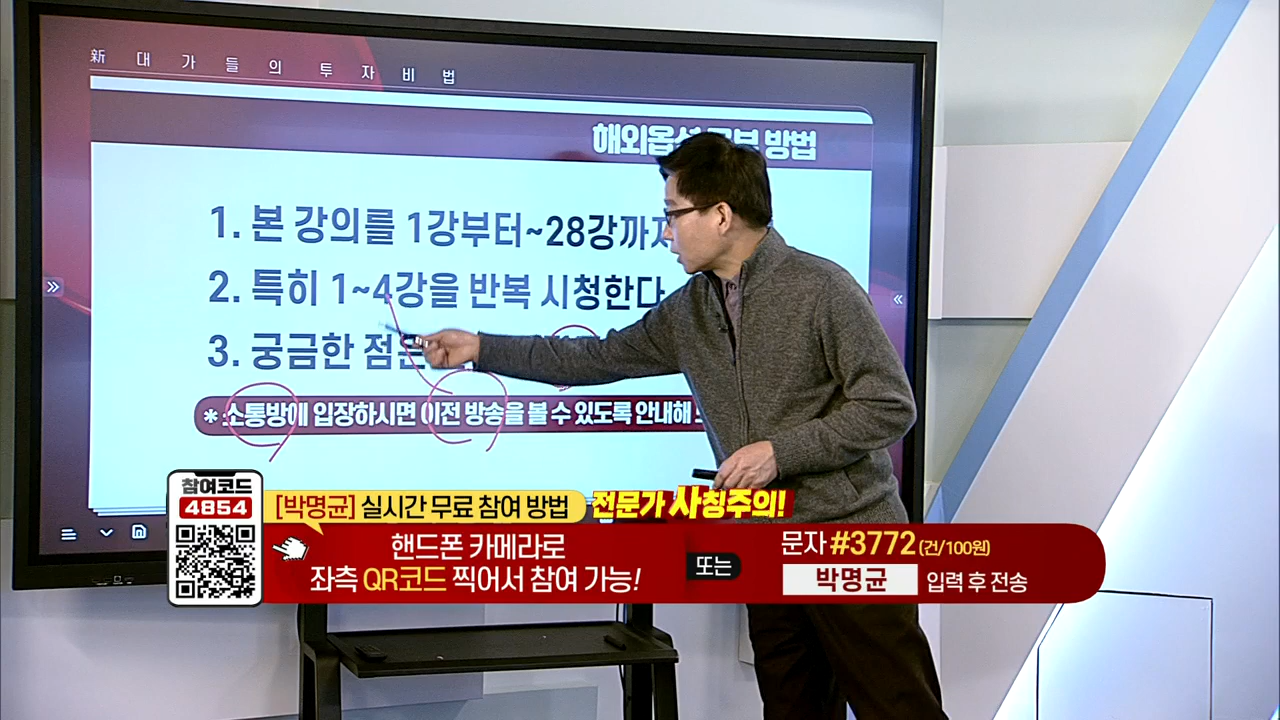 新 대 가 들 의 투 자 비 법
해외옵션 방법
1. 본 강의를 1강부터~28강까지
2. 특히 1~4강을 반복 시청한다
3. 궁금한 점은
* 소통방에 입장하시면 이전 방송을 볼 수 있도록 안내해
참여코드
4854
[박명균] 실시간 무료 참여 방법
전문가 사칭주의!
핸드폰 카메라로
좌측 QR코드 찍어서 참여 가능!
또는
문자 #3772 (건/100원)
박명균 입력 후 전송